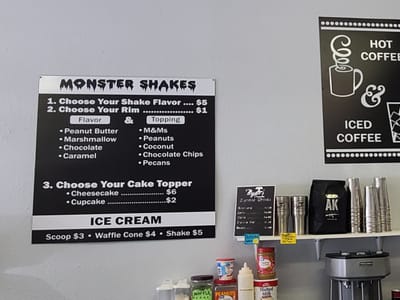 MONSTER SHAKES
1. Choose Your Shake Flavor .... $5
2. Choose Your Rim .................. $1
Flavor & Topping
• Peanut Butter
• Marshmallow
• Chocolate
• Caramel
• M&Ms
• Peanuts
• Coconut
• Chocolate Chips
• Pecans
3. Choose Your Cake Topper
• Cheesecake .............. $6
• Cupcake .................. $2
ICE CREAM
Scoop $3 • Waffle Cone $4 • Shake $5
HOT
COFFEE
&
ICED
COFFEE
AK